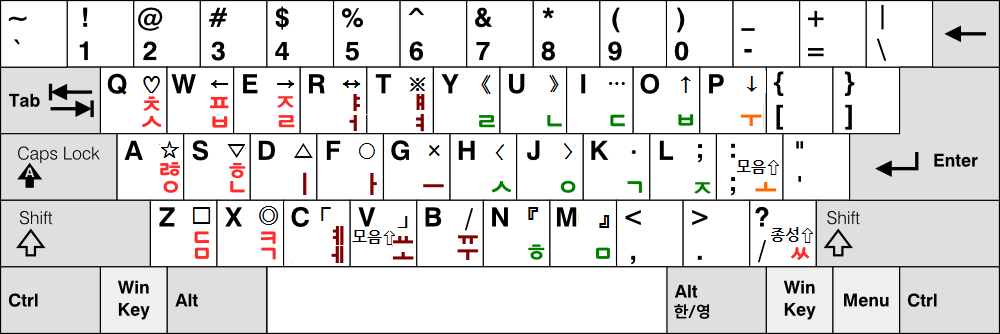 ~ ! @ # $ % ^ & * ( ) _ + |
` 1 2 3 4 5 6 7 8 9 0 - = \
Q ♡ W ← E → R ↔ T ※ Y 《 U 》 I … O ↑ P ↓ { }
Tab ㅊ ㅍ ㅈ ㅑ ㅒ
ㅅ ㅂ ㄹ ㅓ ㅕ ㄹ ㄴ ㄷ ㅂ ㅜ [ ]
A ☆ S ▽ D △ F ○ G × H 〈 J 〉 K · L ; : "
Caps Lock ㅀ ㅎ 모음⇧ Enter
A ㅇ ㄴ ㅣ ㅏ ㅡ ㅅ ㅇ ㄱ ㅈ ; ㅗ '
Shift Z □ X ◎ C 「 V 」 B / N 『 M 』 < > ? Shift
ㄷ ㅋ ㅖ 모음⇧ ㅛ ㅠ 종성⇧
ㅁ ㄱ ㅔ ㅗ ㅜ ㅎ ㅁ , . / ㅆ
Ctrl Win Key Alt Alt 한/영 Win Key Menu Ctrl